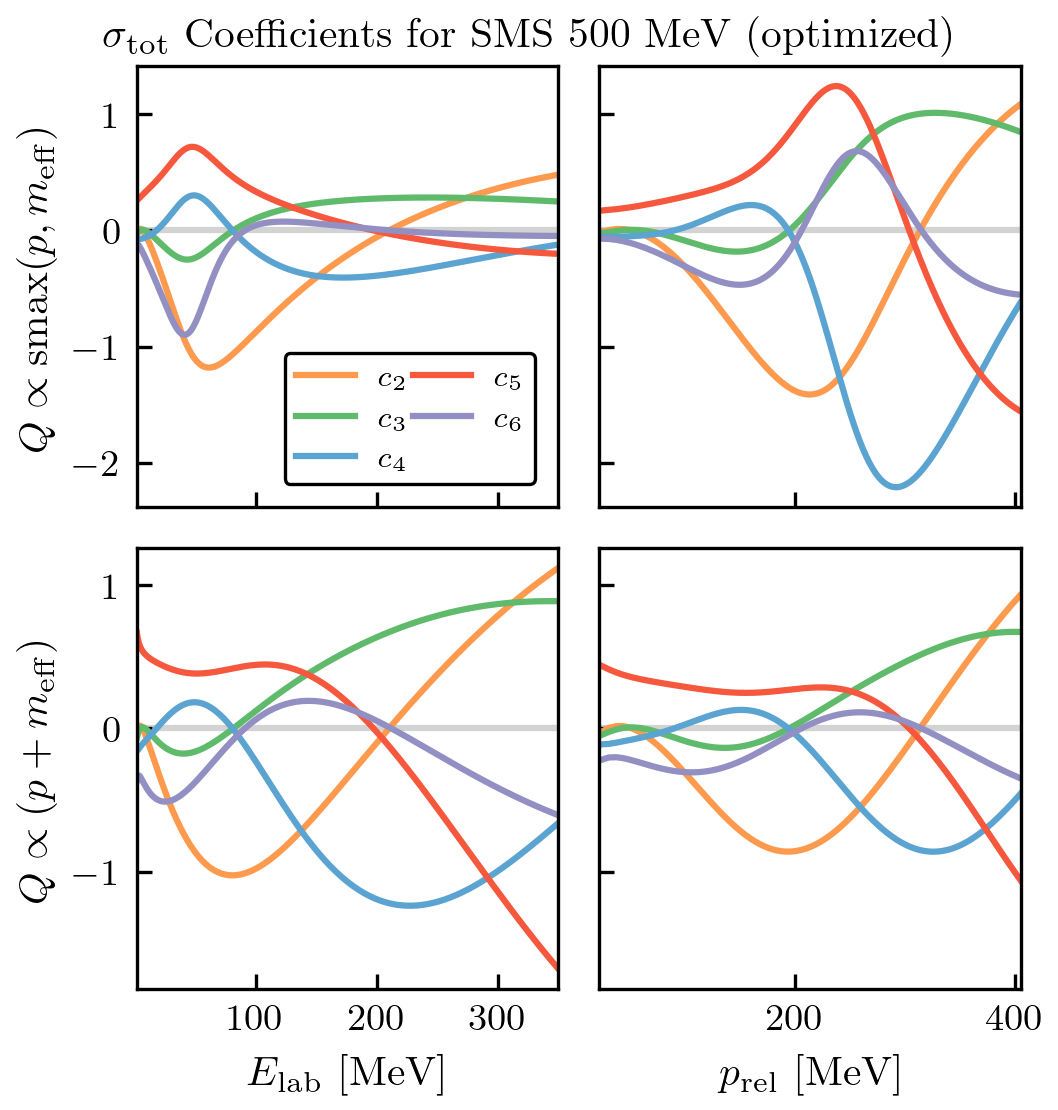 σtot Coefficients for SMS 500 MeV (optimized)
Q ∝ smax(p, meff)
1
0
−1
−2
c2 c5
c3 c6
c4
Q ∝ (p + meff)
1
0
−1
100 200 300
200 400
Elab [MeV]
prel [MeV]